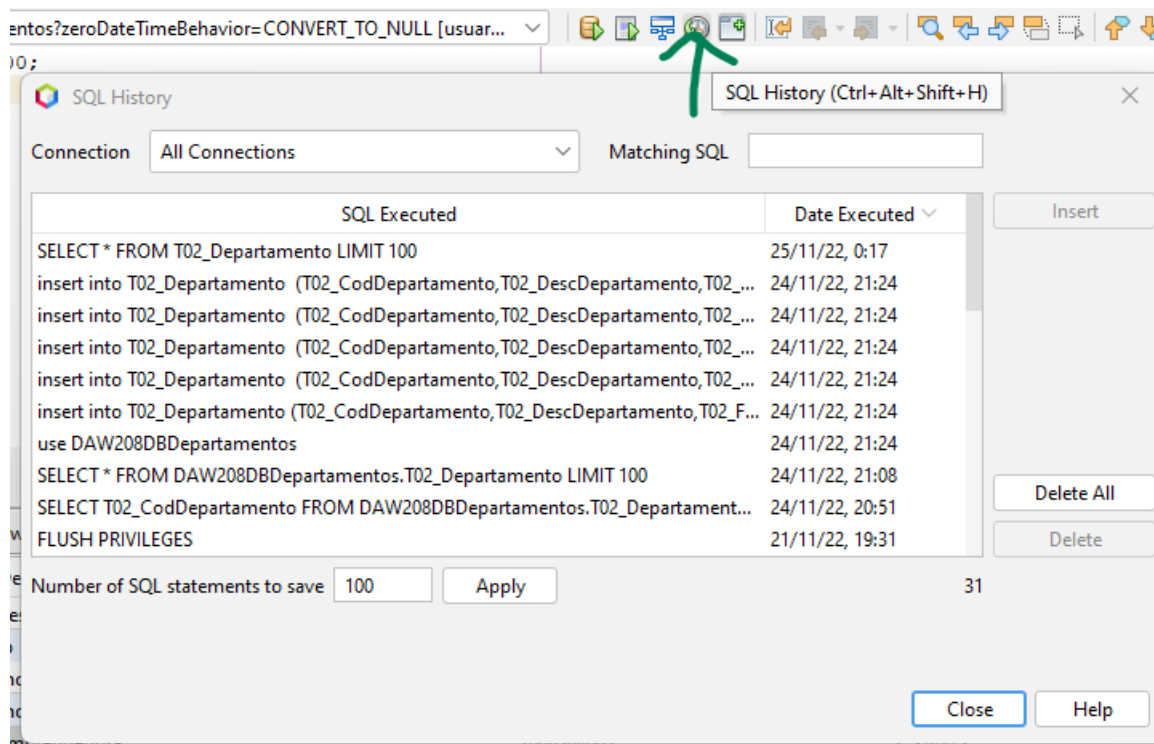 entos?zeroDateTimeBehavior=CONVERT_TO_NULL [usuar...
00;
SQL History (Ctrl+Alt+Shift+H)
SQL History
Connection All Connections Matching SQL
SQL Executed Date Executed
Insert
SELECT * FROM T02_Departamento LIMIT 100 25/11/22, 0:17
insert into T02_Departamento (T02_CodDepartamento,T02_DescDepartamento,T02_... 24/11/22, 21:24
insert into T02_Departamento (T02_CodDepartamento,T02_DescDepartamento,T02_... 24/11/22, 21:24
insert into T02_Departamento (T02_CodDepartamento,T02_DescDepartamento,T02_... 24/11/22, 21:24
insert into T02_Departamento (T02_CodDepartamento,T02_DescDepartamento,T02_... 24/11/22, 21:24
insert into T02_Departamento (T02_CodDepartamento,T02_DescDepartamento,T02_F... 24/11/22, 21:24
use DAW208DBDepartamentos 24/11/22, 21:24
SELECT * FROM DAW208DBDepartamentos.T02_Departamento LIMIT 100 24/11/22, 21:08
SELECT T02_CodDepartamento FROM DAW208DBDepartamentos.T02_Departament... 24/11/22, 20:51
FLUSH PRIVILEGES 21/11/22, 19:31
Delete All
Delete
Number of SQL statements to save 100 Apply 31
Close Help